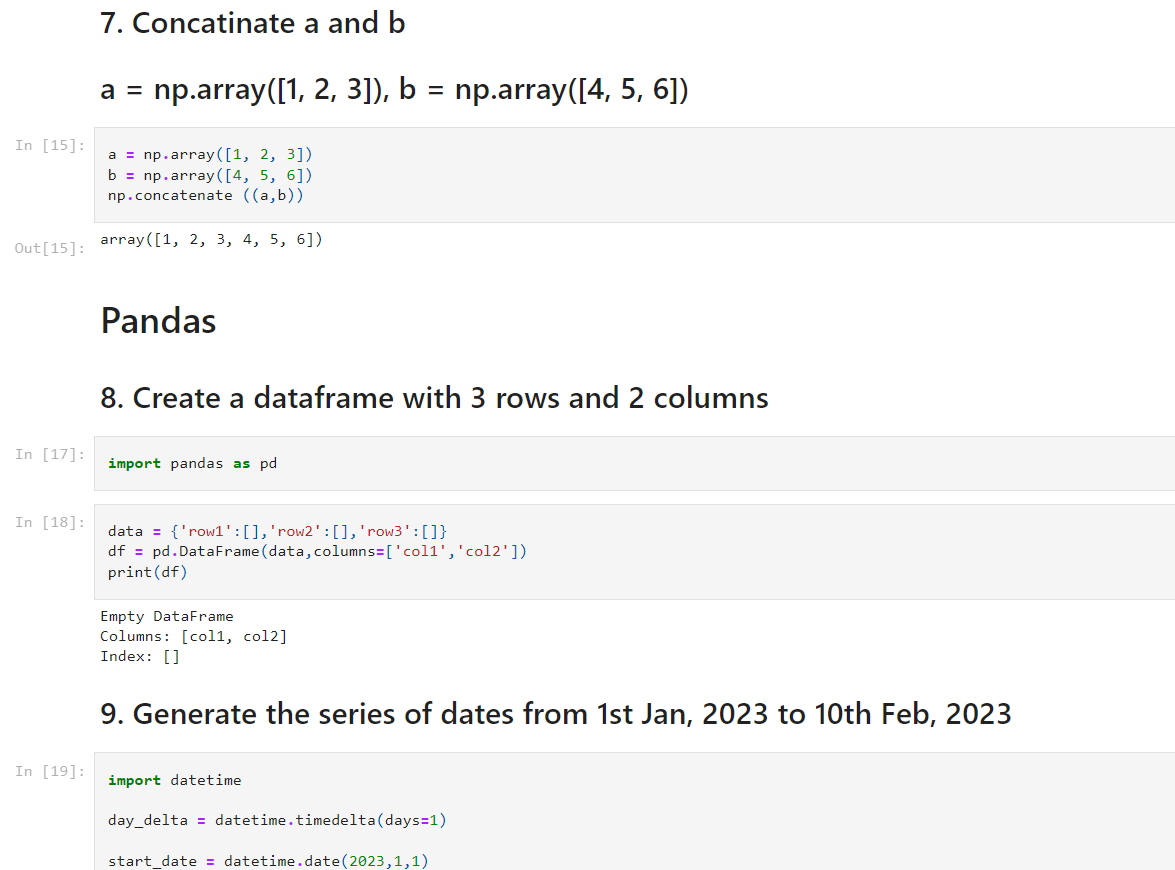 7. Concatinate a and b
a = np.array([1, 2, 3]), b = np.array([4, 5, 6])
In [15]:
a = np.array([1, 2, 3])
b = np.array([4, 5, 6])
np.concatenate ((a,b))
Out[15]:
array([1, 2, 3, 4, 5, 6])
Pandas
8. Create a dataframe with 3 rows and 2 columns
In [17]:
import pandas as pd
In [18]:
data = {'row1':[],'row2':[],'row3':[]}
df = pd.DataFrame(data,columns=['col1','col2'])
print(df)
Empty DataFrame
Columns: [col1, col2]
Index: []
9. Generate the series of dates from 1st Jan, 2023 to 10th Feb, 2023
In [19]:
import datetime
day_delta = datetime.timedelta(days=1)
start_date = datetime.date(2023,1,1)